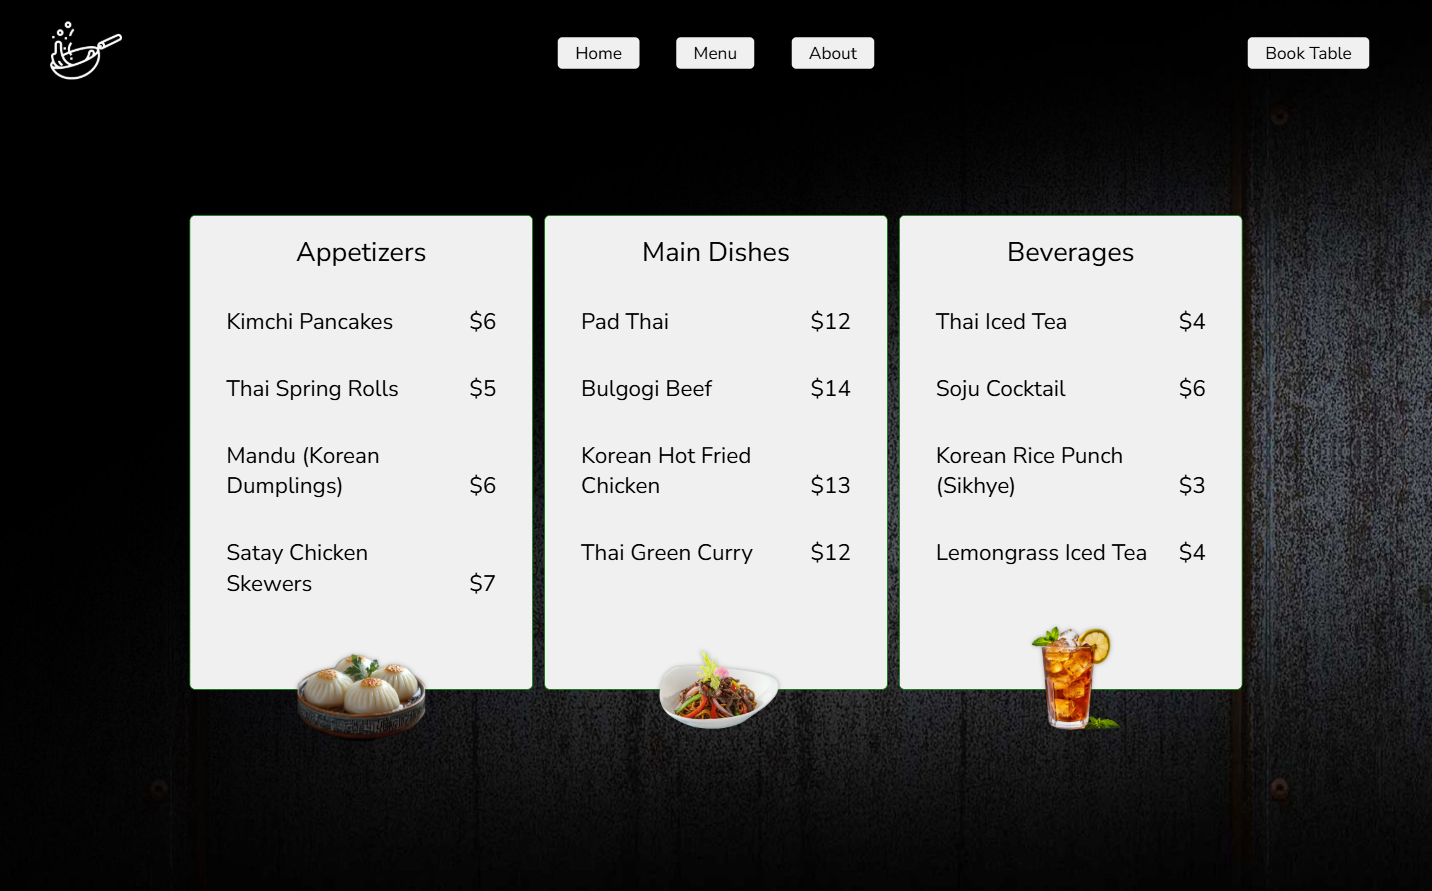 Home
Menu
About
Book Table
Appetizers
Kimchi Pancakes $6
Thai Spring Rolls $5
Mandu (Korean
Dumplings) $6
Satay Chicken
Skewers $7
Main Dishes
Pad Thai $12
Bulgogi Beef $14
Korean Hot Fried
Chicken $13
Thai Green Curry $12
Beverages
Thai Iced Tea $4
Soju Cocktail $6
Korean Rice Punch
(Sikhye) $3
Lemongrass Iced Tea $4